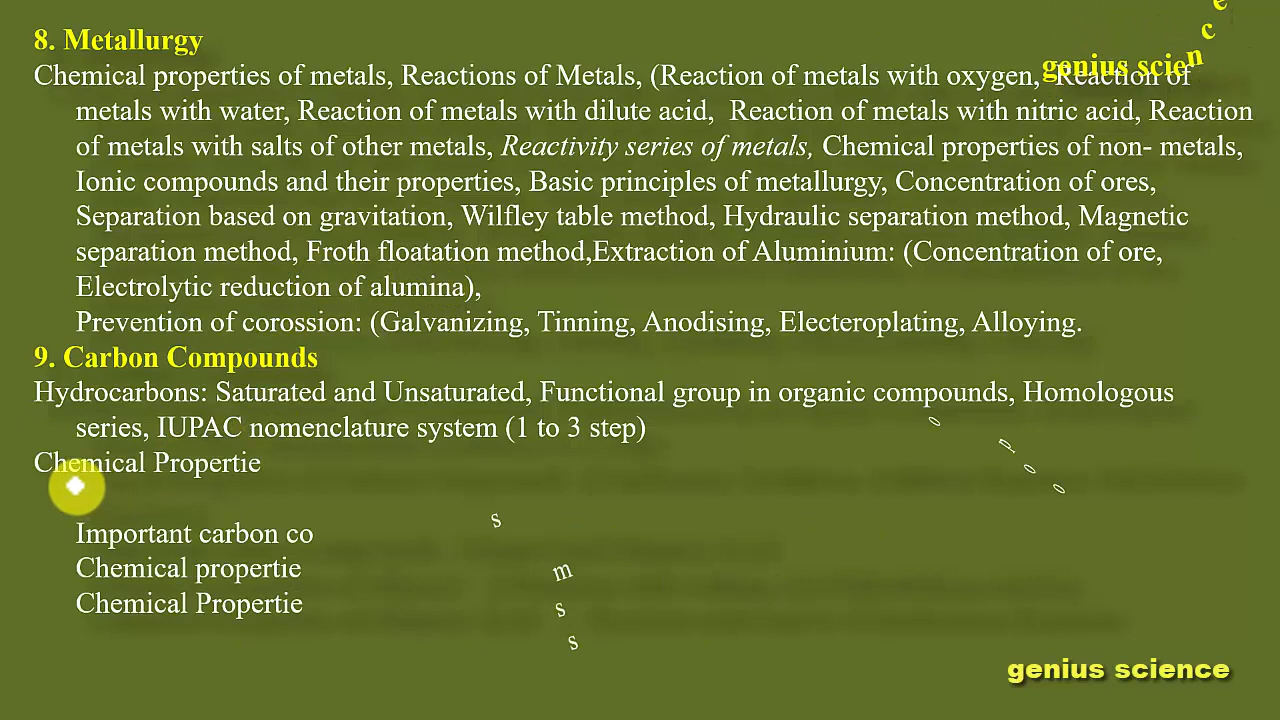 8. Metallurgy
Chemical properties of metals, Reactions of Metals, (Reaction of metals with oxygen, Reaction of
genius science
metals with water, Reaction of metals with dilute acid, Reaction of metals with nitric acid, Reaction
of metals with salts of other metals, Reactivity series of metals, Chemical properties of non- metals,
Ionic compounds and their properties, Basic principles of metallurgy, Concentration of ores,
Separation based on gravitation, Wilfley table method, Hydraulic separation method, Magnetic
separation method, Froth floatation method,Extraction of Aluminium: (Concentration of ore,
Electrolytic reduction of alumina),
Prevention of corossion: (Galvanizing, Tinning, Anodising, Electeroplating, Alloying.
9. Carbon Compounds
Hydrocarbons: Saturated and Unsaturated, Functional group in organic compounds, Homologous
series, IUPAC nomenclature system (1 to 3 step)
Chemical Propertie
Important carbon co
Chemical propertie
Chemical Propertie
s
m
s
s
o
p
o
o
genius science